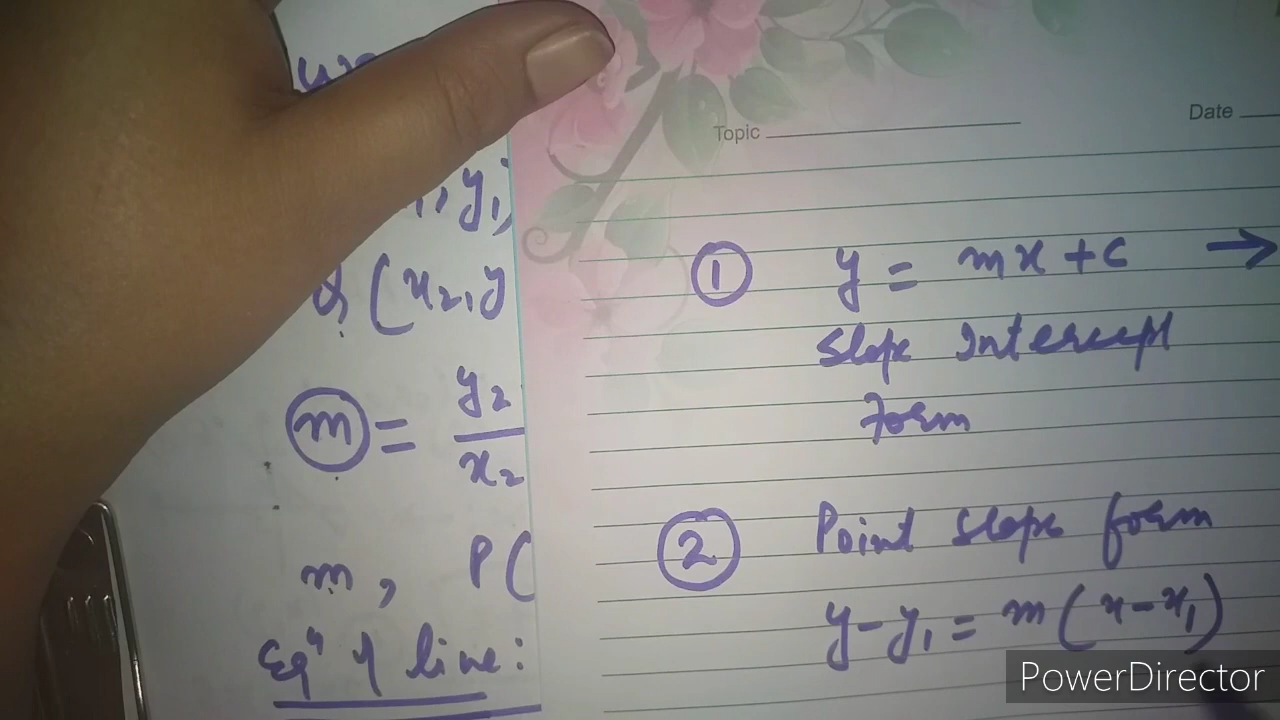 , y₁)
Q (x₂, y
m = y₂
x₂
m, P(
Eqⁿ of line:
Topic
Date
① y = mx + c →
Slope Intercept
Form
② Point slope form
y - y₁ = m(x - x₁)
PowerDirector